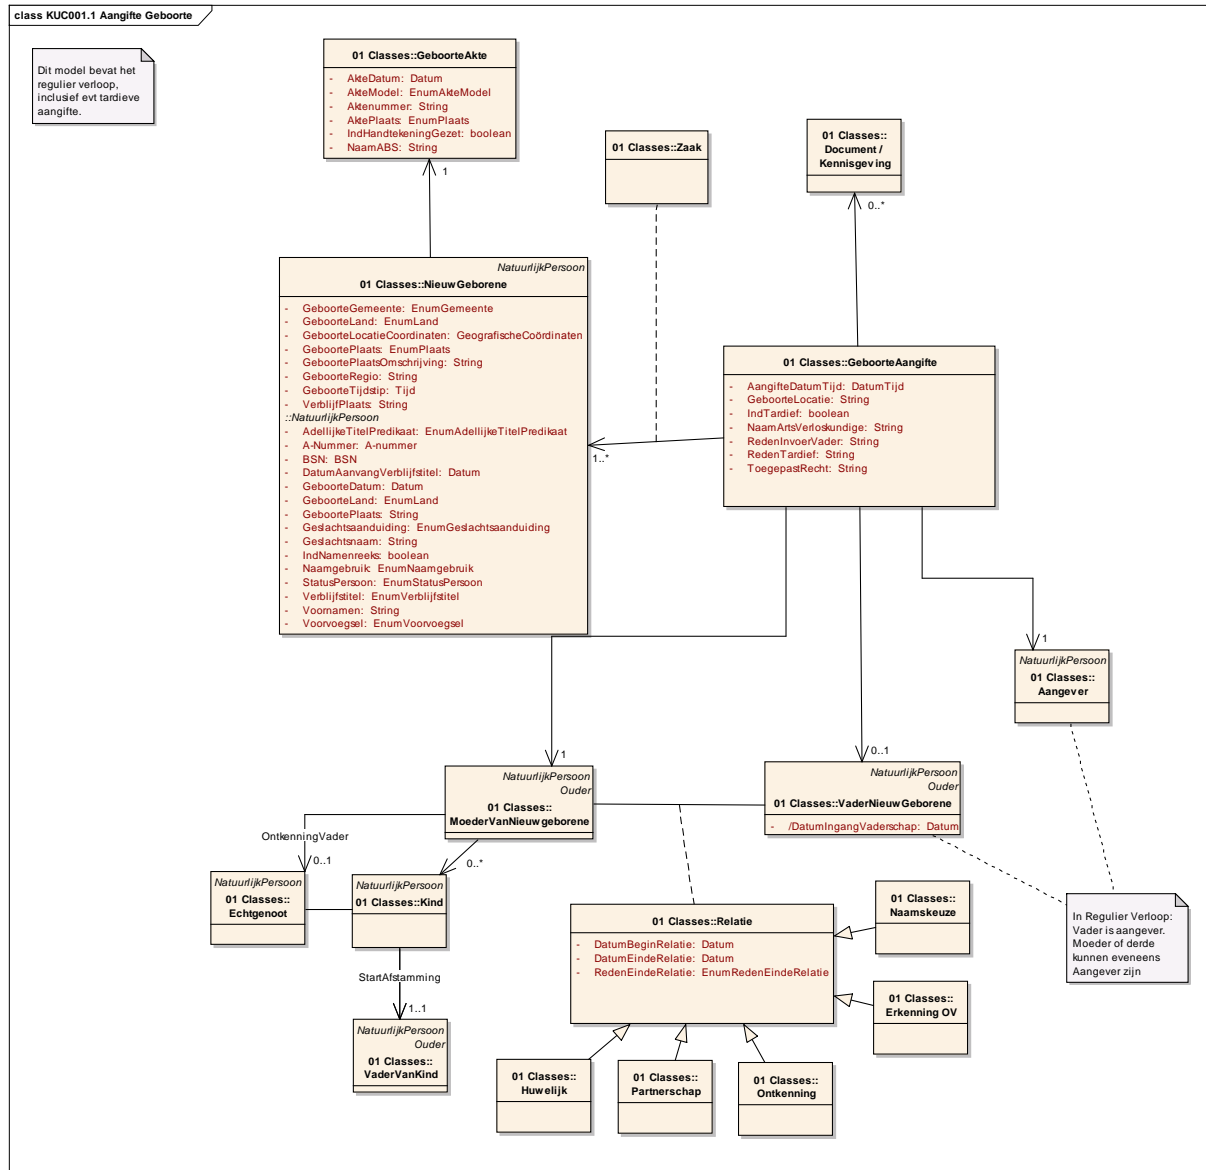 class KUC001.1 Aangifte Geboorte
Dit model bevat het
regulier verloop,
inclusief evt tardieve
aangifte.
01 Classes::GeboorteAkte
- AkteDatum: Datum
- AkteModel: EnumAkteModel
- Aktenummer: String
- AktePlaats: EnumPlaats
- IndHandtekeningGezet: boolean
- NaamABS: String
1
01 Classes::Zaak
01 Classes::
Document /
Kennisgeving
0..*
NatuurlijkPersoon
01 Classes::NieuwGeborene
- GeboorteGemeente: EnumGemeente
- GeboorteLand: EnumLand
- GeboorteLocatieCoordinaten: GeografischeCoördinaten
- GeboortePlaats: EnumPlaats
- GeboortePlaatsOmschrijving: String
- GeboorteRegio: String
- GeboorteTijdstip: Tijd
- VerblijfPlaats: String
::NatuurlijkPersoon
- AdellijkeTitelPredikaat: EnumAdellijkeTitelPredikaat
- A-Nummer: A-nummer
- BSN: BSN
- DatumAanvangVerblijfstitel: Datum
- GeboorteDatum: Datum
- GeboorteLand: EnumLand
- GeboortePlaats: String
- Geslachtsaanduiding: EnumGeslachtsaanduiding
- Geslachtsnaam: String
- IndNamenreeks: boolean
- Naamgebruik: EnumNaamgebruik
- StatusPersoon: EnumStatusPersoon
- Verblijfstitel: EnumVerblijfstitel
- Voornamen: String
- Voorvoegsel: EnumVoorvoegsel
1..*
01 Classes::GeboorteAangifte
- AangifteDatumTijd: DatumTijd
- GeboorteLocatie: String
- IndTardief: boolean
- NaamArtsVerloskundige: String
- RedenInvoerVader: String
- RedenTardief: String
- ToegepastRecht: String
1
NatuurlijkPersoon
01 Classes::
Aangever
1
NatuurlijkPersoon
Ouder
01 Classes::
MoederVanNieuwgeborene
0..1
NatuurlijkPersoon
Ouder
01 Classes::VaderNieuwGeborene
- /DatumIngangVaderschap: Datum
OntkenningVader
0..1
0..*
NatuurlijkPersoon
01 Classes::
Echtgenoot
NatuurlijkPersoon
01 Classes::Kind
StartAfstamming
1..1
NatuurlijkPersoon
Ouder
01 Classes::
VaderVanKind
01 Classes::Relatie
- DatumBeginRelatie: Datum
- DatumEindeRelatie: Datum
- RedenEindeRelatie: EnumRedenEindeRelatie
01 Classes::
Naamskeuze
01 Classes::
Erkenning OV
In Regulier Verloop:
Vader is aangever.
Moeder of derde
kunnen eveneens
Aangever zijn
01 Classes::
Huwelijk
01 Classes::
Partnerschap
01 Classes::
Ontkenning